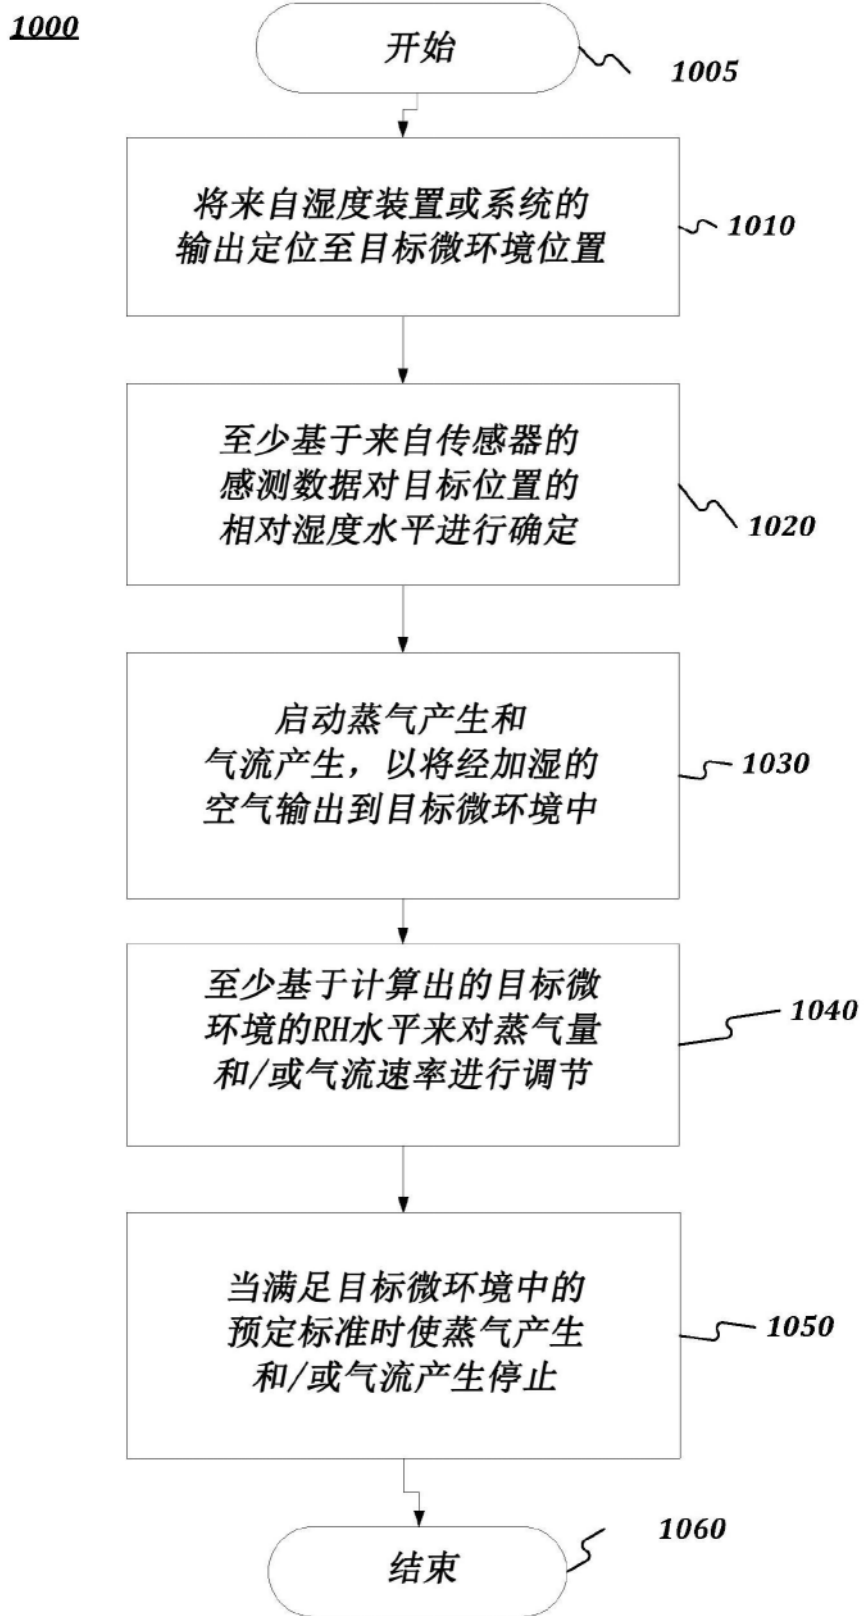 1000
开始
1005
将来自湿度装置或系统的
输出定位至目标微环境位置
1010
至少基于来自传感器的
感测数据对目标位置的
相对湿度水平进行确定
1020
启动蒸气产生和
气流产生，以将经加湿的
空气输出到目标微环境中
1030
至少基于计算出的目标微
环境的RH水平来对蒸气量
和/或气流速率进行调节
1040
当满足目标微环境中的
预定标准时使蒸气产生
和/或气流产生停止
1050
结束
1060